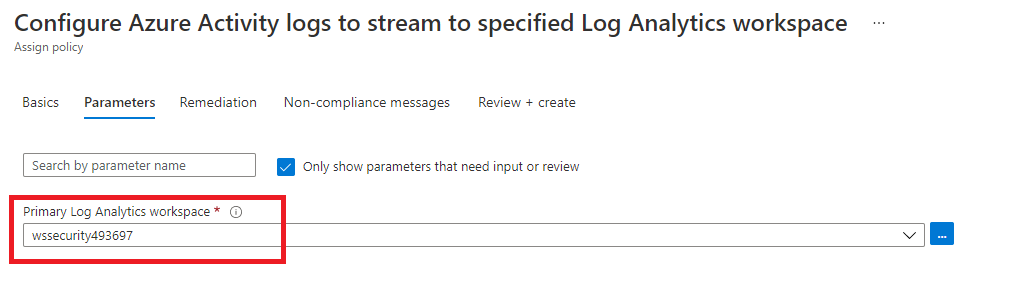 Configure Azure Activity logs to stream to specified Log Analytics workspace ...
Assign policy
Basics Parameters Remediation Non-compliance messages Review + create
Search by parameter name
Only show parameters that need input or review
Primary Log Analytics workspace *
wssecurity493697
...